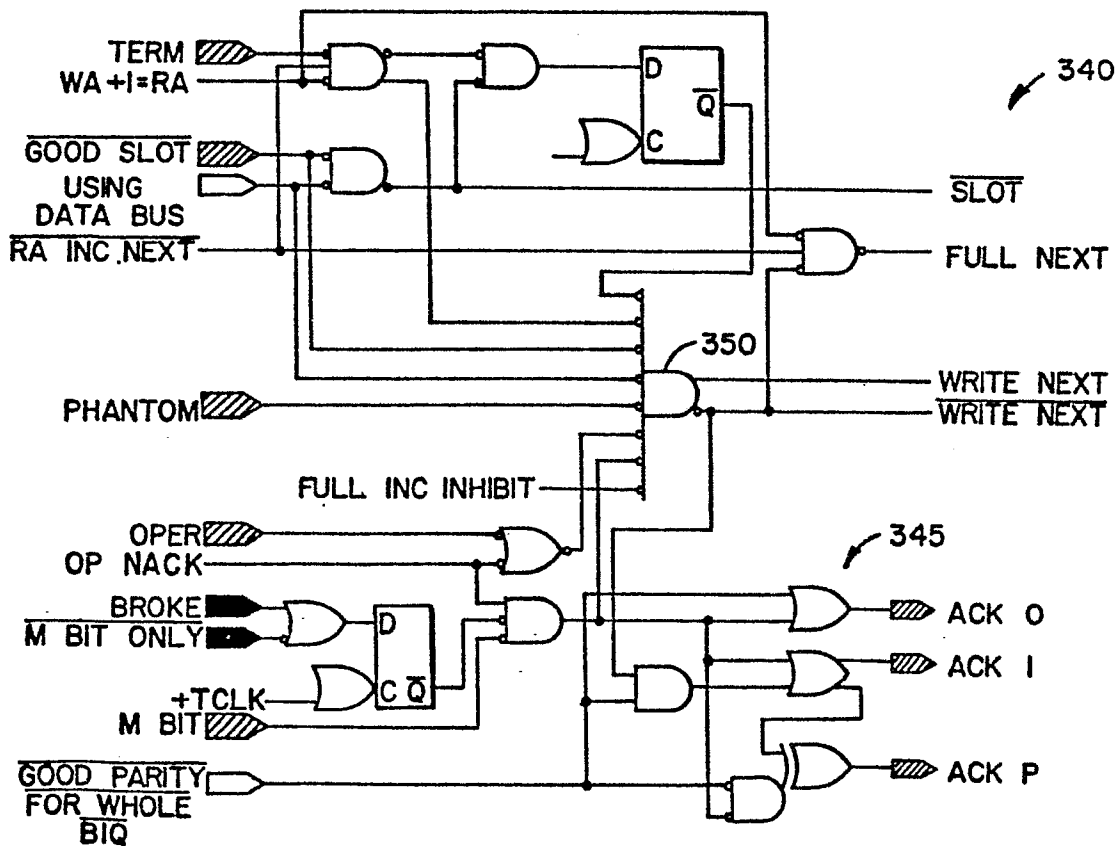 TERM
WA+1=RA
340
D
Q
C
GOOD SLOT
USING
DATA BUS
SLOT
RA INC.NEXT
FULL NEXT
350
WRITE NEXT
WRITE NEXT
PHANTOM
FULL INC INHIBIT
OPER
OP NACK
345
BROKE
M BIT ONLY
D
ACK 0
ACK 1
+TCLK
C Q
M BIT
GOOD PARITY
FOR WHOLE
BIQ
ACK P